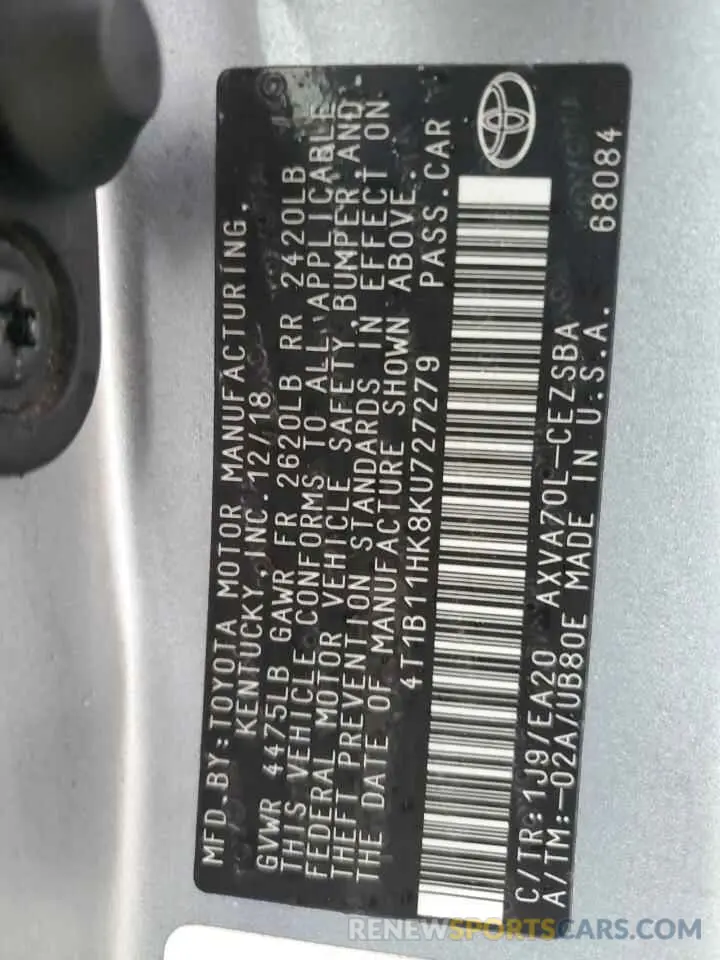 MFD.BY:TOYOTA MOTOR MANUFACTURING,
KENTUCKY,INC.12/18
GVWR 4475LB GAWR FR 2620LB RR 2420LB
THIS VEHICLE CONFORMS TO ALL APPLICABLE
FEDERAL MOTOR VEHICLE SAFETY,BUMPER,AND
THEFT PREVENTION STANDARDS IN EFFECT ON
THE DATE OF MANUFACTURE SHOWN ABOVE.
4T1B11HK8KU727279 PASS.CAR
C/TR:1J9/EA20 AXVA70L-CEZSBA
A/TM:-02A/UB80E MADE IN U.S.A.
68084
RENEWSPORTSCARS.COM